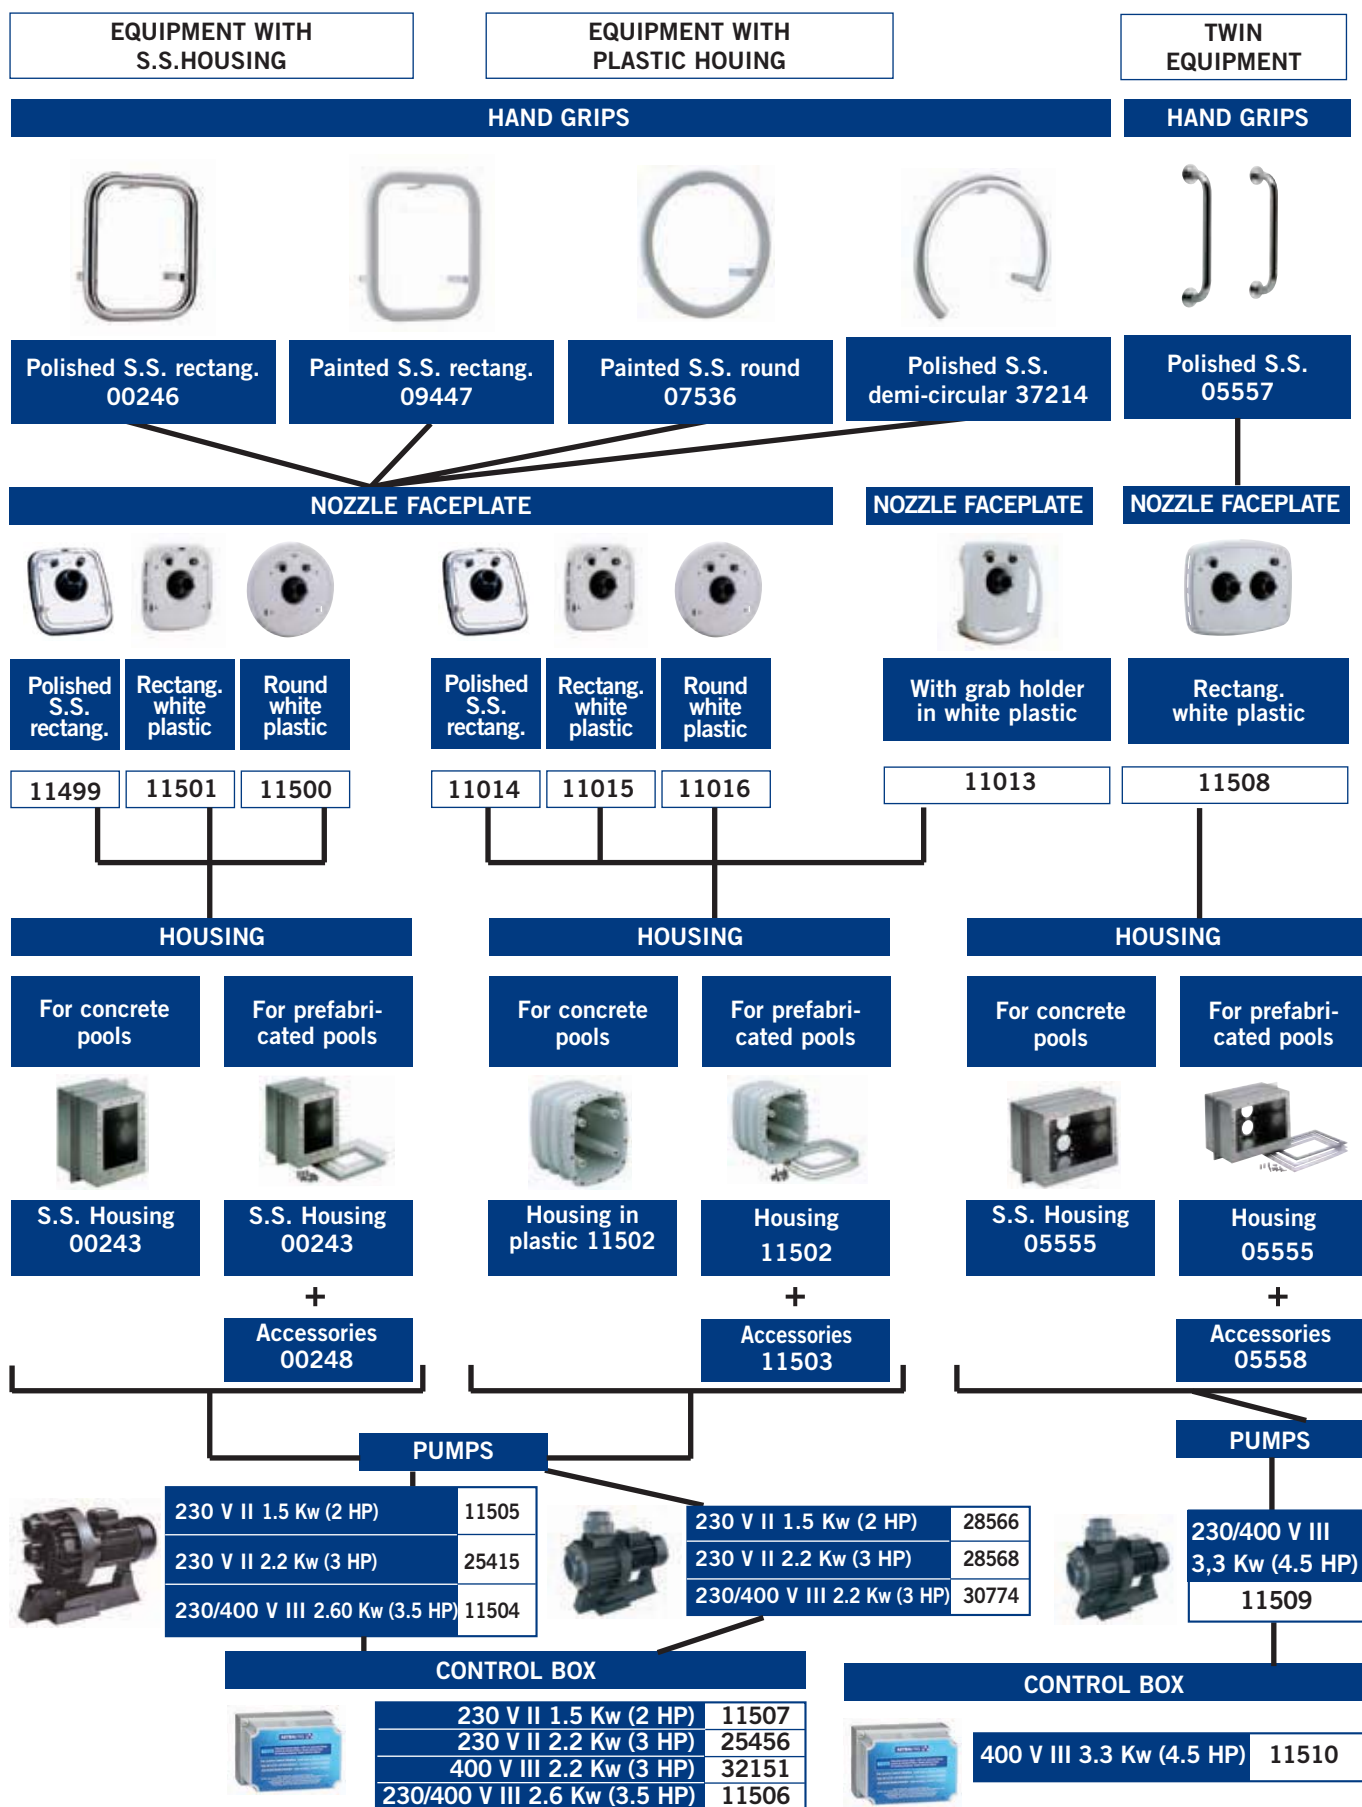 EQUIPMENT WITH
S.S.HOUSING
EQUIPMENT WITH
PLASTIC HOUING
TWIN
EQUIPMENT
HAND GRIPS
HAND GRIPS
Polished S.S. rectang.
00246
Painted S.S. rectang.
09447
Painted S.S. round
07536
Polished S.S.
demi-circular 37214
Polished S.S.
05557
NOZZLE FACEPLATE
NOZZLE FACEPLATE
NOZZLE FACEPLATE
Polished
S.S.
rectang.
Rectang.
white
plastic
Round
white
plastic
Polished
S.S.
rectang.
Rectang.
white
plastic
Round
white
plastic
With grab holder
in white plastic
Rectang.
white plastic
11499
11501
11500
11014
11015
11016
11013
11508
HOUSING
HOUSING
HOUSING
For concrete
pools
For prefabri-
cated pools
For concrete
pools
For prefabri-
cated pools
For concrete
pools
For prefabri-
cated pools
S.S. Housing
00243
S.S. Housing
00243
Housing in
plastic 11502
Housing
11502
S.S. Housing
05555
Housing
05555
+
+
+
Accessories
00248
Accessories
11503
Accessories
05558
PUMPS
PUMPS
230 V II 1.5 Kw (2 HP) 11505
230 V II 2.2 Kw (3 HP) 25415
230/400 V III 2.60 Kw (3.5 HP) 11504
230 V II 1.5 Kw (2 HP) 28566
230 V II 2.2 Kw (3 HP) 28568
230/400 V III 2.2 Kw (3 HP) 30774
230/400 V III
3,3 Kw (4.5 HP)
11509
CONTROL BOX
CONTROL BOX
230 V II 1.5 Kw (2 HP) 11507
230 V II 2.2 Kw (3 HP) 25456
400 V III 2.2 Kw (3 HP) 32151
230/400 V III 2.6 Kw (3.5 HP) 11506
400 V III 3.3 Kw (4.5 HP) 11510